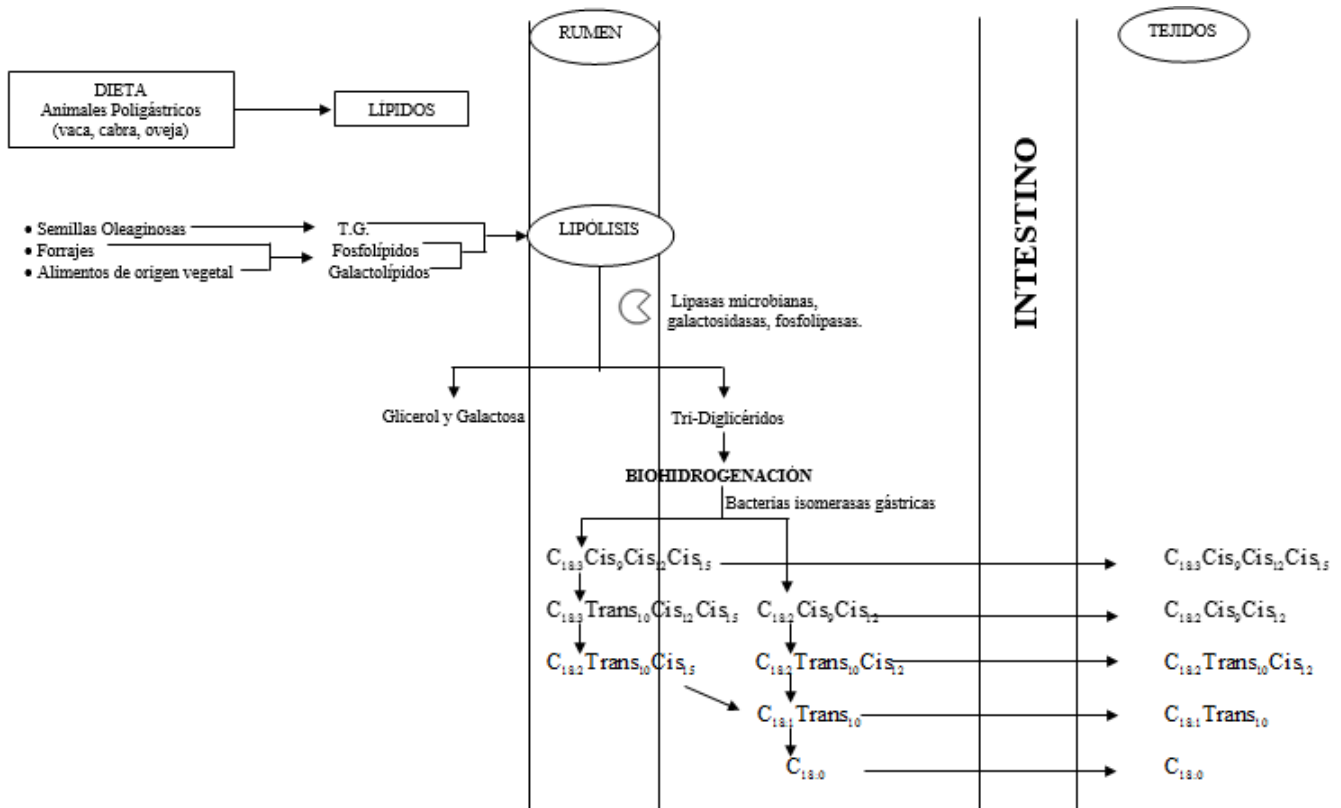 RUMEN
TEJIDOS
DIETA
Animales Poligástricos
(vaca, cabra, oveja)
LÍPIDOS
INTESTINO
• Semillas Oleaginosas
• Forrajes
• Alimentos de origen vegetal
T.G.
Fosfolípidos
Galactolípidos
LIPÓLISIS
Lipasas microbianas,
galactosidasas, fosfolipasas.
Glicerol y Galactosa
Tri-Diglicéridos
BIOHIDROGENACIÓN
Bacterias isomerasas gástricas
C₁₈:₃Cis₉Cis₁₂Cis₁₅
C₁₈:₃Cis₉Cis₁₂Cis₁₅
C₁₈:₃Trans₁₀Cis₁₂Cis₁₅
C₁₈:₂Cis₉Cis₁₂
C₁₈:₂Cis₉Cis₁₂
C₁₈:₂Trans₁₀Cis₁₅
C₁₈:₂Trans₁₀Cis₁₂
C₁₈:₂Trans₁₀Cis₁₂
C₁₈:₁Trans₁₀
C₁₈:₁Trans₁₀
C₁₈:₀
C₁₈:₀